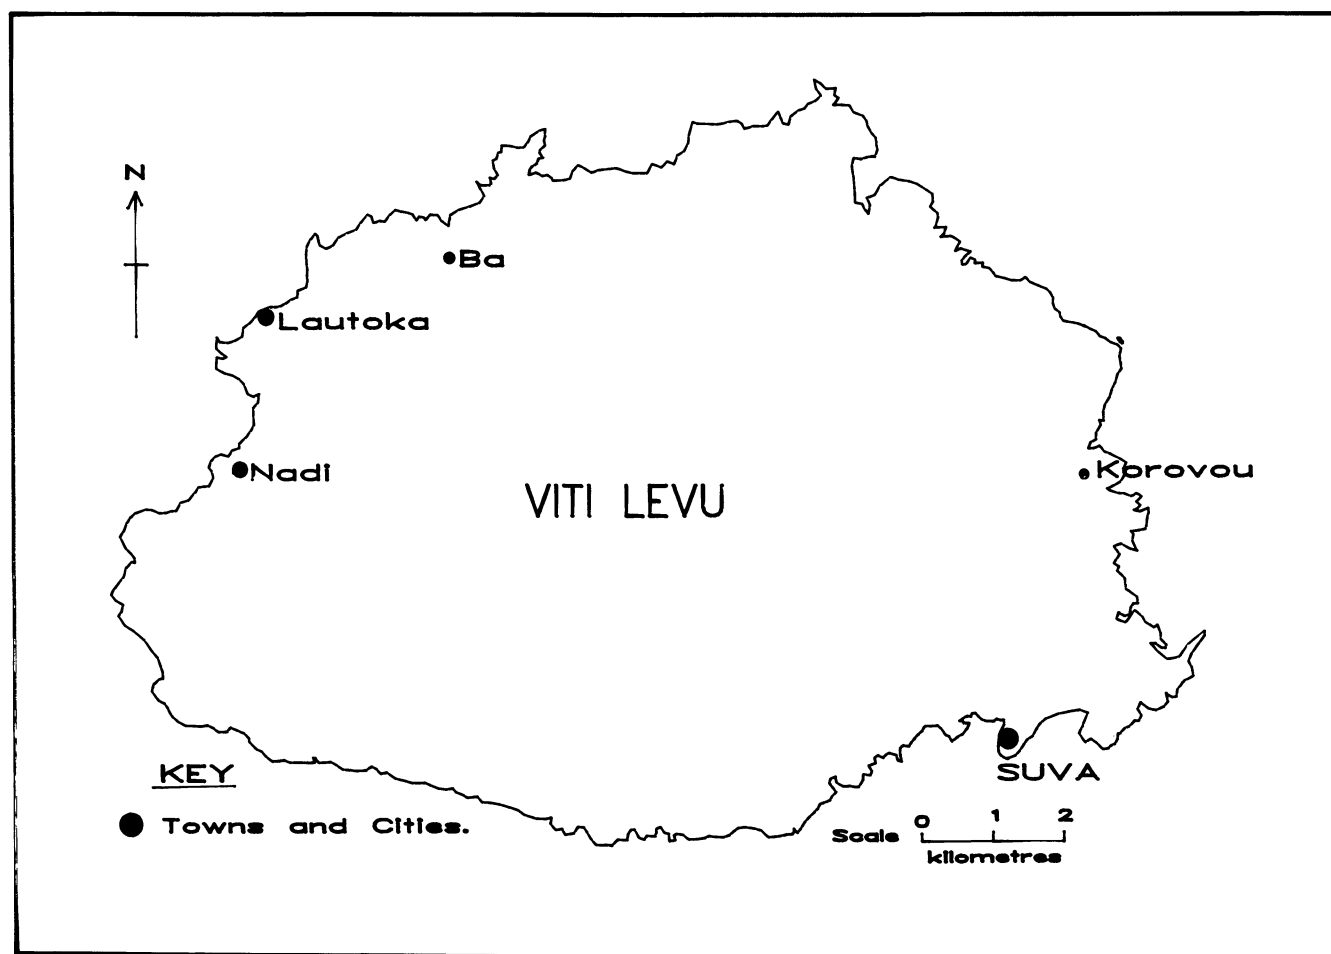 N
Ba
Lautoka
Nadi
VITI LEVU
Korovou
SUVA
KEY
Towns and Cities.
Scale 0 1 2
kilometres